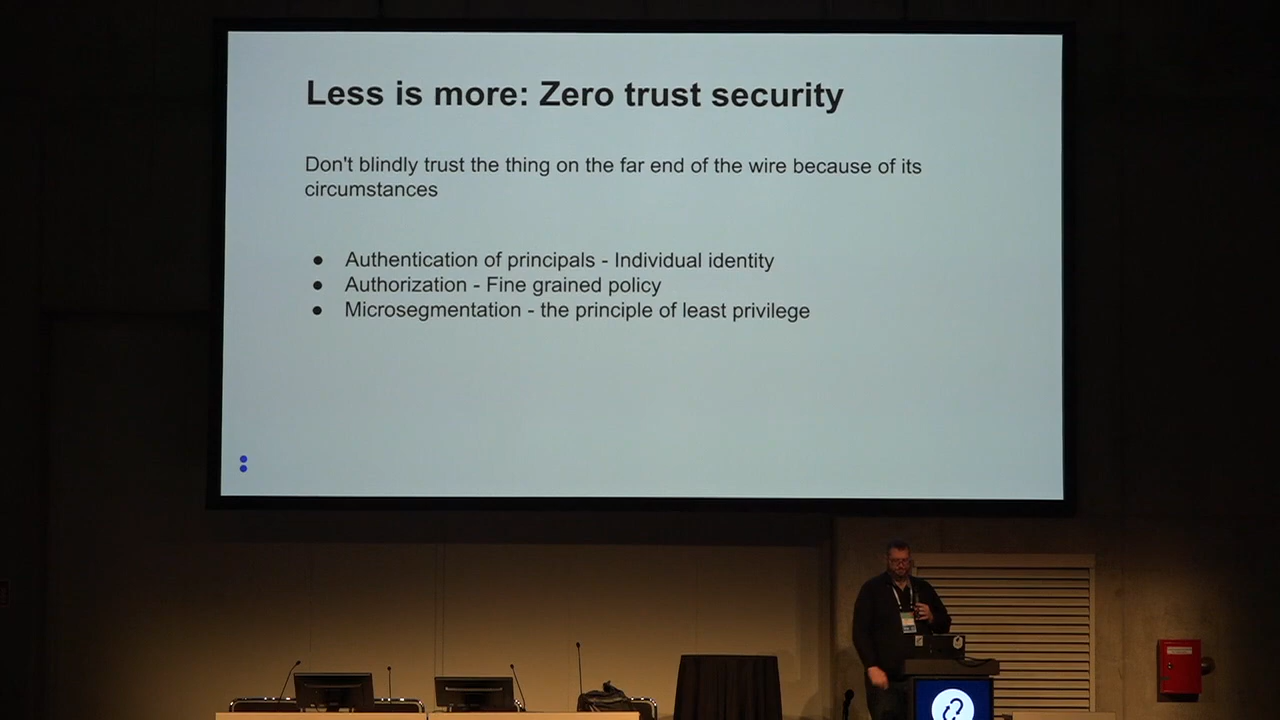 Less is more: Zero trust security
Don't blindly trust the thing on the far end of the wire because of its
circumstances
● Authentication of principals - Individual identity
● Authorization - Fine grained policy
● Microsegmentation - the principle of least privilege